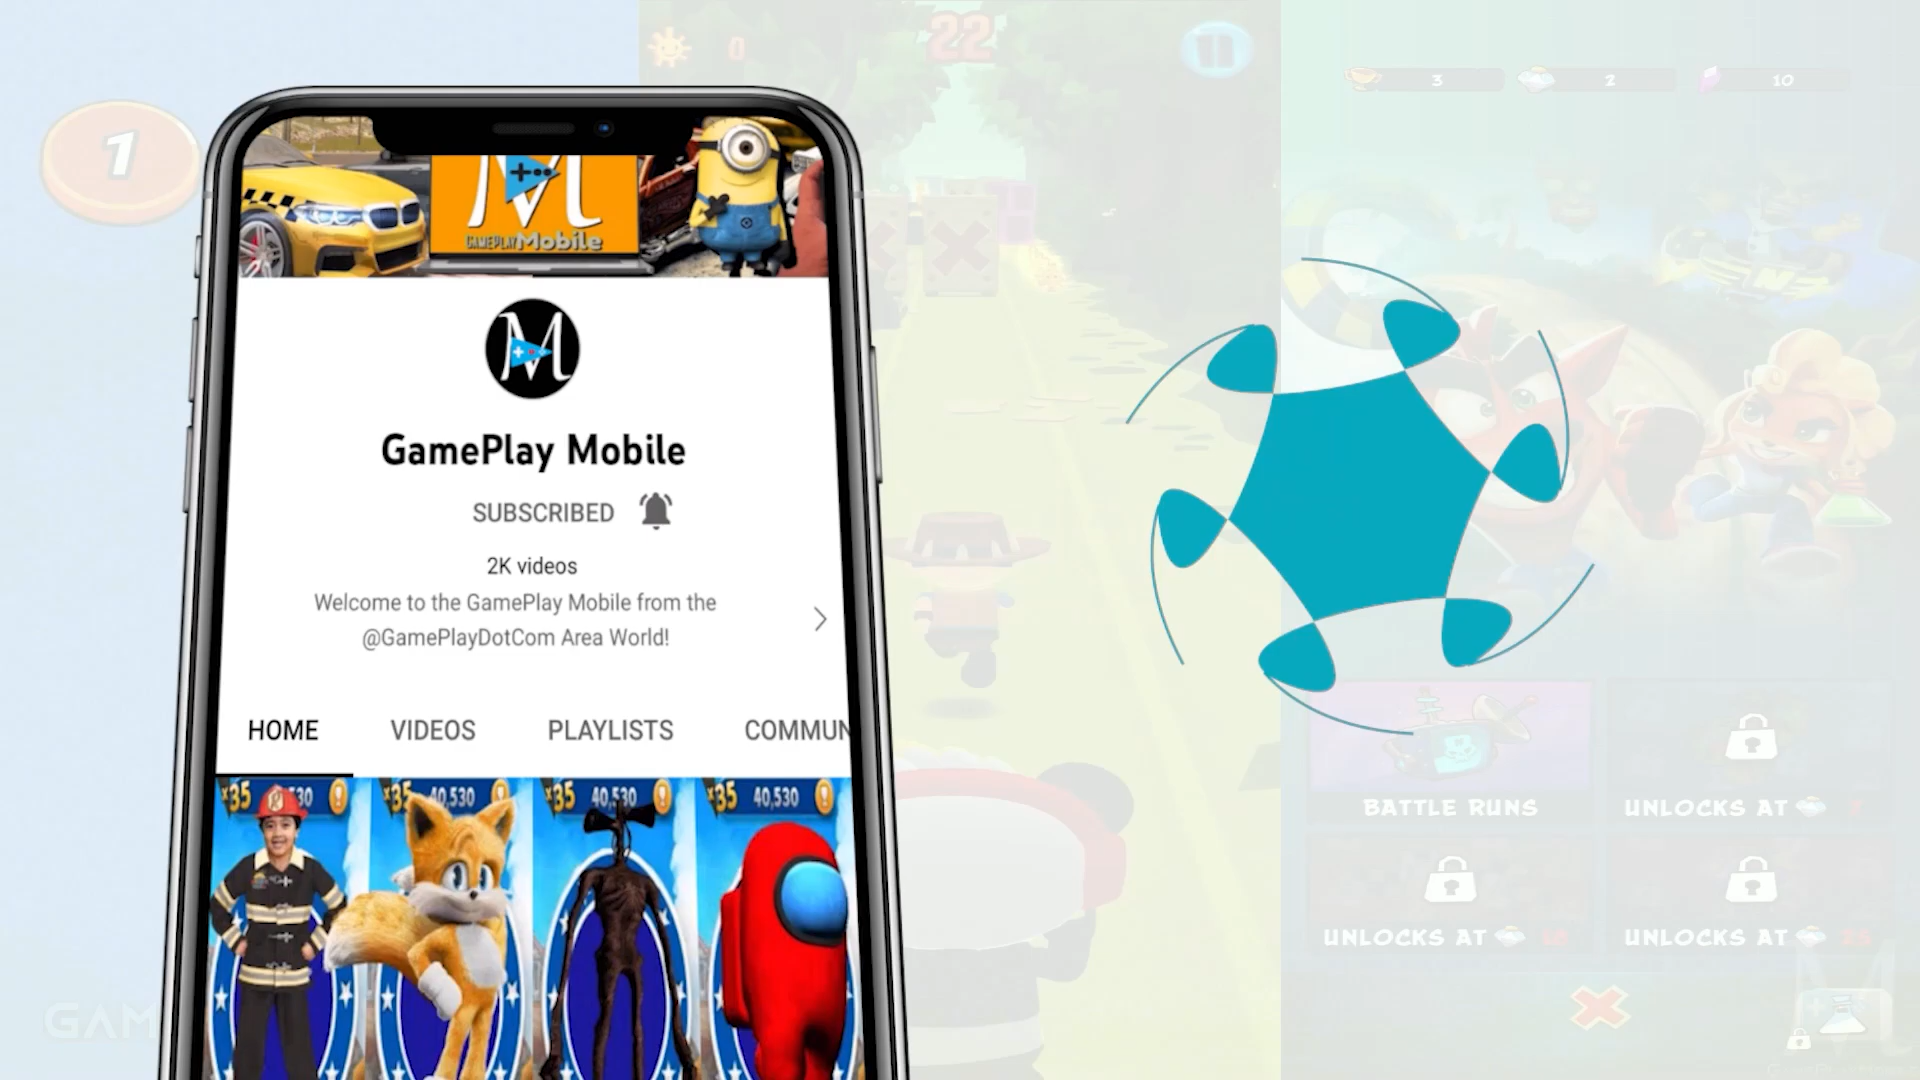 22
0
3
2
10
1
M
GAMEPLAY Mobile
M
GamePlay Mobile
SUBSCRIBED
2K videos
Welcome to the GamePlay Mobile from the
@GamePlayDotCom Area World!
HOME VIDEOS PLAYLISTS COMMUN
x35 30
x35 40,530
x35 40,530
x35 40,530
BATTLE RUNS
UNLOCKS AT
UNLOCKS AT
UNLOCKS AT
GAM